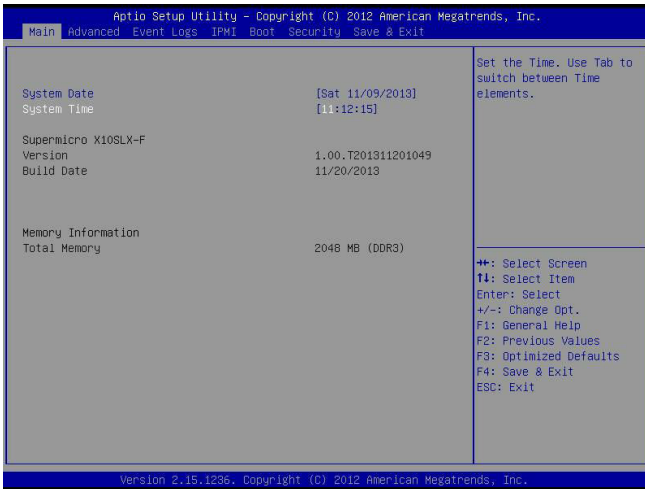 Aptio Setup Utility – Copyright (C) 2012 American Megatrends, Inc.
Main Advanced Event Logs IPMI Boot Security Save & Exit
System Date [Sat 11/09/2013]
System Time [11:12:15]
Supermicro X10SLX-F
Version 1.00.T201311201049
Build Date 11/20/2013
Memory Information
Total Memory 2048 MB (DDR3)
Set the Time. Use Tab to
switch between Time
elements.
→←: Select Screen
↑↓: Select Item
Enter: Select
+/-: Change Opt.
F1: General Help
F2: Previous Values
F3: Optimized Defaults
F4: Save & Exit
ESC: Exit
Version 2.15.1236. Copyright (C) 2012 American Megatrends, Inc.